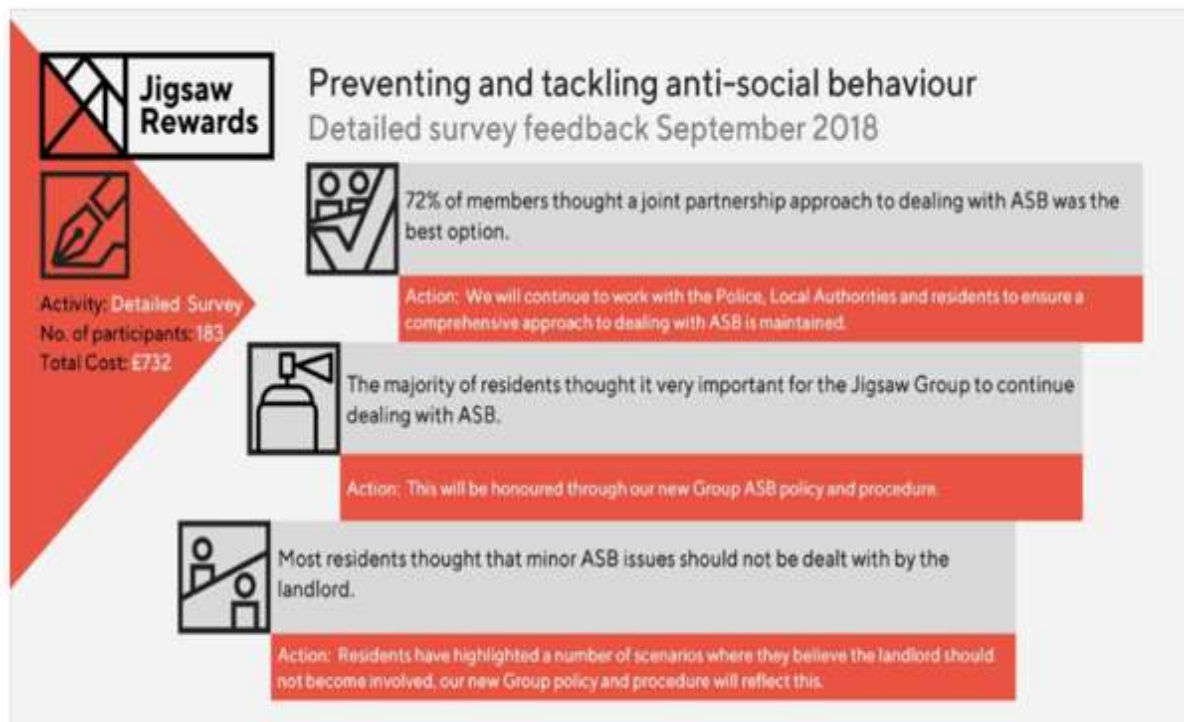 Jigsaw
Rewards
Preventing and tackling anti-social behaviour
Detailed survey feedback September 2018
Activity: Detailed Survey
No. of participants: 183
Total Cost: £732
72% of members thought a joint partnership approach to dealing with ASB was the
best option.
Action: We will continue to work with the Police, Local Authorities and residents to ensure a
comprehensive approach to dealing with ASB is maintained.
The majority of residents thought it very important for the Jigsaw Group to continue
dealing with ASB.
Action: This will be honoured through our new Group ASB policy and procedure.
Most residents thought that minor ASB issues should not be dealt with by the
landlord.
Action: Residents have highlighted a number of scenarios where they believe the landlord should
not become involved, our new Group policy and procedure will reflect this.